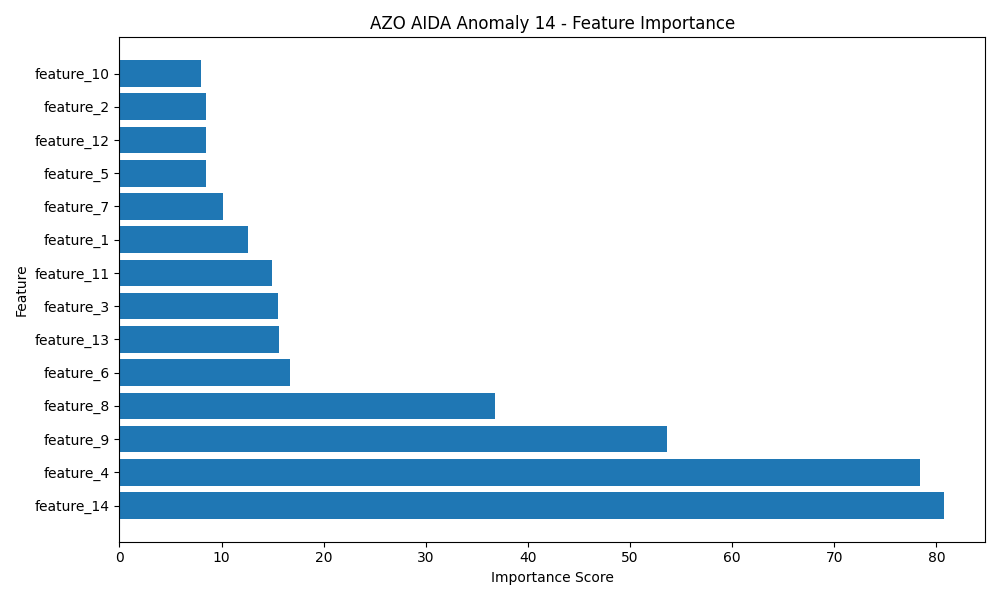 AZO AIDA Anomaly 14 - Feature Importance
Feature
feature_10
feature_2
feature_12
feature_5
feature_7
feature_1
feature_11
feature_3
feature_13
feature_6
feature_8
feature_9
feature_4
feature_14
0 10 20 30 40 50 60 70 80
Importance Score